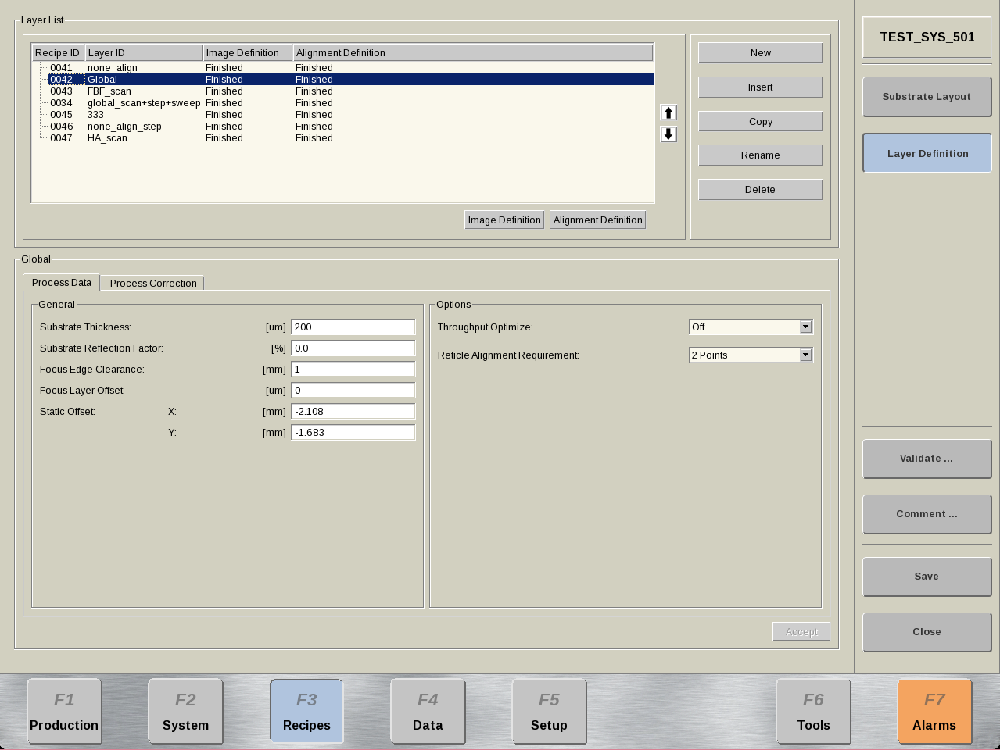 Layer List
Recipe ID Layer ID Image Definition Alignment Definition
0041 none_align Finished Finished
0042 Global Finished Finished
0043 FBF_scan Finished Finished
0034 global_scan+step+sweep Finished Finished
0045 333 Finished Finished
0046 none_align_step Finished Finished
0047 HA_scan Finished Finished
Image Definition Alignment Definition
New
Insert
Copy
Rename
Delete
TEST_SYS_501
Substrate Layout
Layer Definition
Global
Process Data Process Correction
General
Substrate Thickness: [um] 200
Substrate Reflection Factor: [%] 0.0
Focus Edge Clearance: [mm] 1
Focus Layer Offset: [um] 0
Static Offset: X: [mm] -2.108
Y: [mm] -1.683
Options
Throughput Optimize: Off
Reticle Alignment Requirement: 2 Points
Accept
Validate ...
Comment ...
Save
Close
F1 Production
F2 System
F3 Recipes
F4 Data
F5 Setup
F6 Tools
F7 Alarms